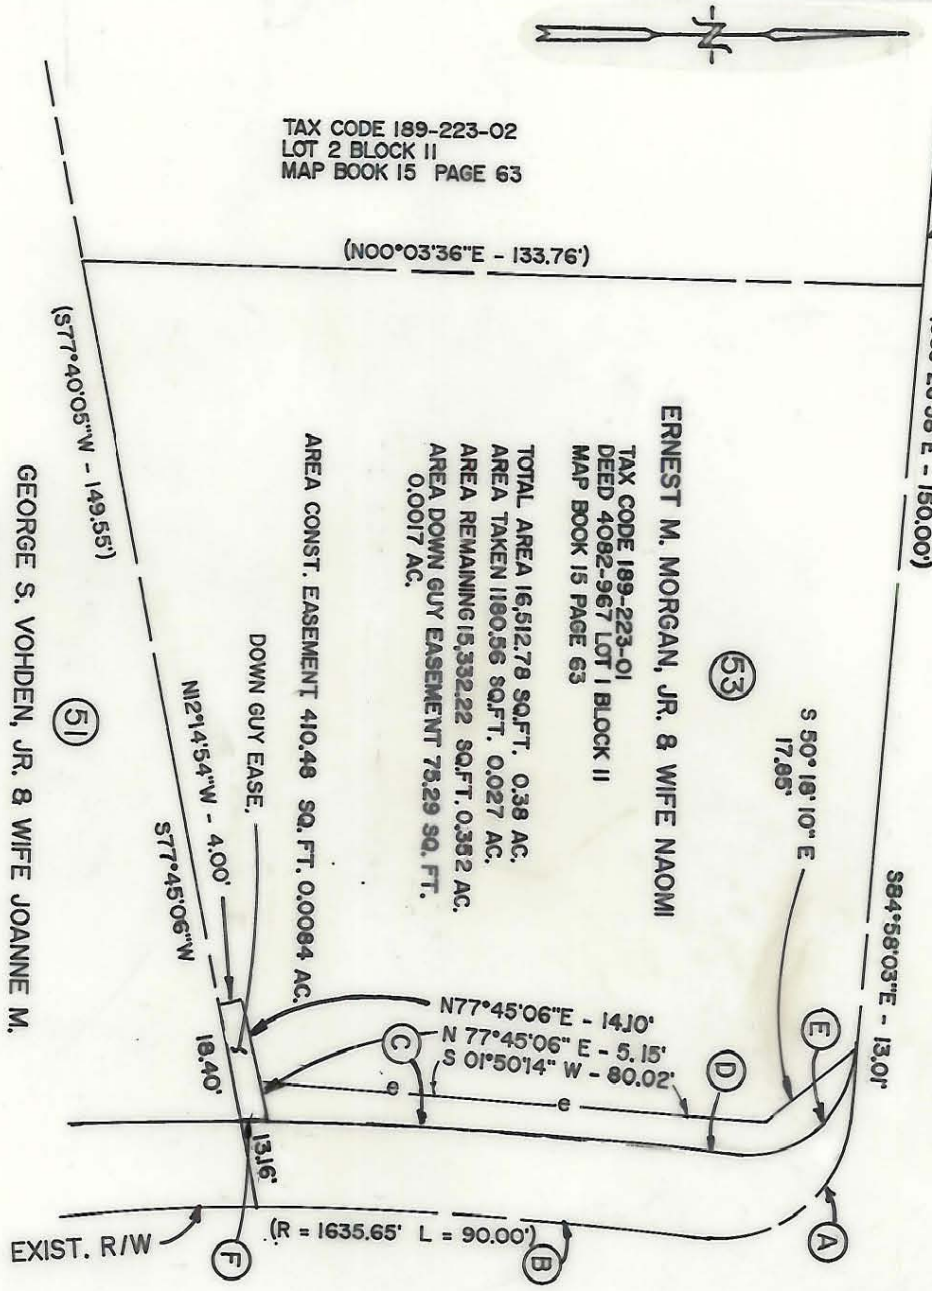 N
TAX CODE 189-223-02
LOT 2 BLOCK 11
MAP BOOK 15 PAGE 63
(N00°03'36"E - 133.76')
E - 150.00')
(S77°40'05"W - 149.55')
ERNEST M. MORGAN, JR. & WIFE NAOMI
TAX CODE 189-223-01
DEED 4082-967 LOT 1 BLOCK 11
MAP BOOK 15 PAGE 63
TOTAL AREA 16,512.78 SQ.FT. 0.38 AC.
AREA TAKEN 1180.56 SQ.FT. 0.027 AC.
AREA REMAINING 15,332.22 SQ.FT. 0.352 AC.
AREA DOWN GUY EASEMENT 75.29 SQ. FT.
0.0017 AC.
AREA CONST. EASEMENT 410.48 SQ. FT. 0.0084 AC.
53
S 50° 18' 10" E
17.85'
S84°58'03"E - 13.01'
DOWN GUY EASE.
N12°14'54"W - 4.00'
S77°45'06"W
18.40'
13.16'
51
GEORGE S. VOHDEN, JR. & WIFE JOANNE M.
N77°45'06"E - 14.10'
N 77°45'06" E - 5.15'
S 01°50'14" W - 80.02'
C
D
E
e
e
A
B
F
(R = 1635.65' L = 90.00')
EXIST. R/W